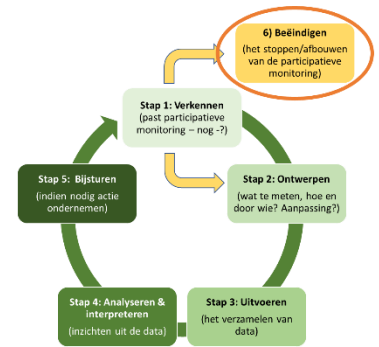 6) Beëindigen
(het stoppen/afbouwen
van de participatieve
monitoring)
Stap 1: Verkennen
(past participatieve
monitoring – nog -?)
Stap 2: Ontwerpen
(wat te meten, hoe en
door wie? Aanpassing?)
Stap 3: Uitvoeren
(het verzamelen van
data)
Stap 4: Analyseren &
interpreteren
(inzichten uit de data)
Stap 5: Bijsturen
(indien nodig actie
ondernemen)